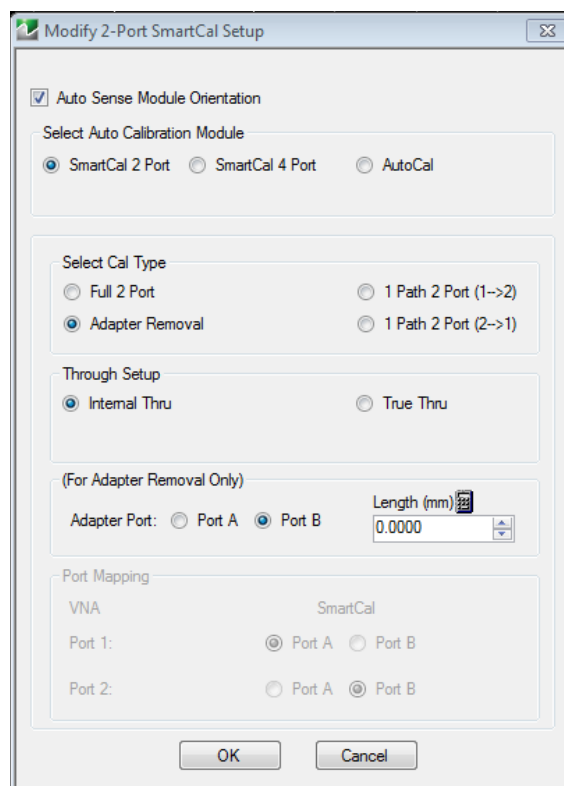 Modify 2-Port SmartCal Setup
Auto Sense Module Orientation
Select Auto Calibration Module
SmartCal 2 Port SmartCal 4 Port AutoCal
Select Cal Type
Full 2 Port 1 Path 2 Port (1-->2)
Adapter Removal 1 Path 2 Port (2-->1)
Through Setup
Internal Thru True Thru
(For Adapter Removal Only)
Length (mm)
Adapter Port: Port A Port B 0.0000
Port Mapping
VNA SmartCal
Port 1: Port A Port B
Port 2: Port A Port B
OK Cancel